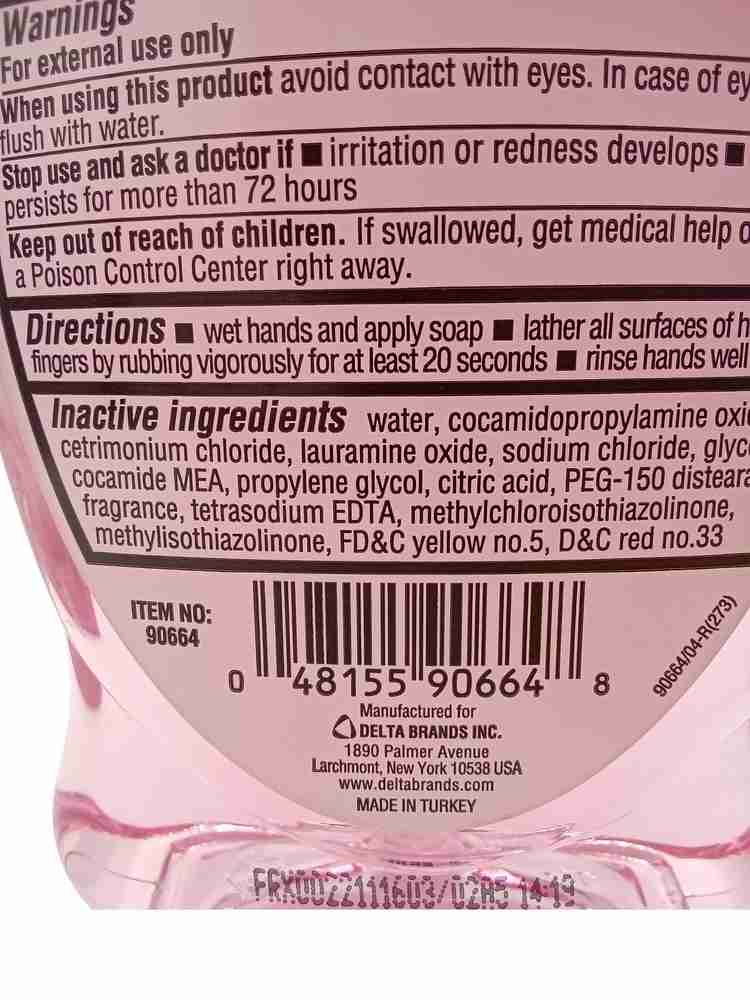 Warnings
For external use only
When using this product avoid contact with eyes. In case of ey
flush with water.
Stop use and ask a doctor if ■ irritation or redness develops ■
persists for more than 72 hours
Keep out of reach of children. If swallowed, get medical help o
a Poison Control Center right away.
Directions ■ wet hands and apply soap ■ lather all surfaces of h
fingers by rubbing vigorously for at least 20 seconds ■ rinse hands well
Inactive ingredients water, cocamidopropylamine oxi
cetrimonium chloride, lauramine oxide, sodium chloride, glyc
cocamide MEA, propylene glycol, citric acid, PEG-150 disteara
fragrance, tetrasodium EDTA, methylchloroisothiazolinone,
methylisothiazolinone, FD&C yellow no.5, D&C red no.33
ITEM NO:
90664
0 48155 90664 8
90664/04-R(273)
Manufactured for
DELTA BRANDS INC.
1890 Palmer Avenue
Larchmont, New York 10538 USA
www.deltabrands.com
MADE IN TURKEY
14:19